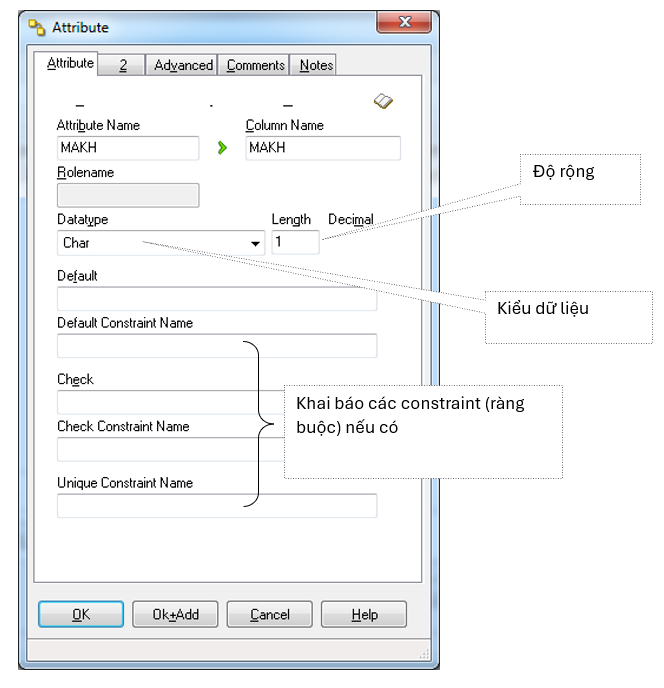 Attribute
Attribute 2 Advanced Comments Notes
Attribute Name Column Name
MAKH MAKH
Rolename
Độ rộng
Datatype Length Decimal
Char 1
Default
Kiểu dữ liệu
Default Constraint Name
Check
Khai báo các constraint (ràng
buộc) nếu có
Check Constraint Name
Unique Constraint Name
OK Ok+Add Cancel Help